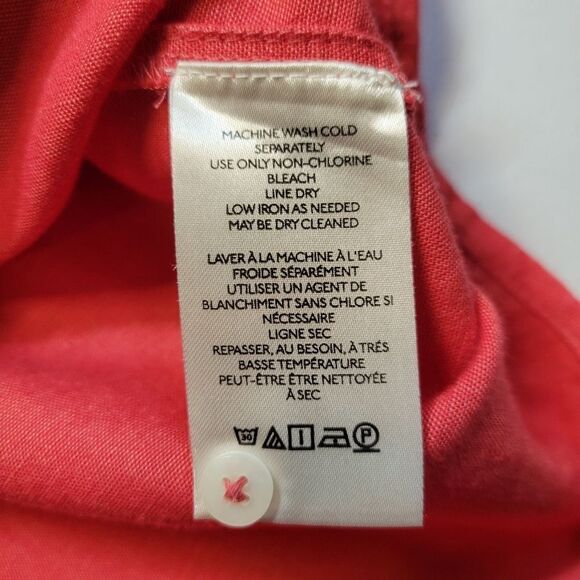 MACHINE WASH COLD
SEPARATELY
USE ONLY NON-CHLORINE
BLEACH
LINE DRY
LOW IRON AS NEEDED
MAY BE DRY CLEANED
LAVER À LA MACHINE À L'EAU
FROIDE SÉPARÉMENT
UTILISER UN AGENT DE
BLANCHIMENT SANS CHLORE SI
NÉCESSAIRE
LIGNE SEC
REPASSER, AU BESOIN, À TRÉS
BASSE TEMPÉRATURE
PEUT-ÊTRE ÊTRE NETTOYÉE
À SEC
30 P